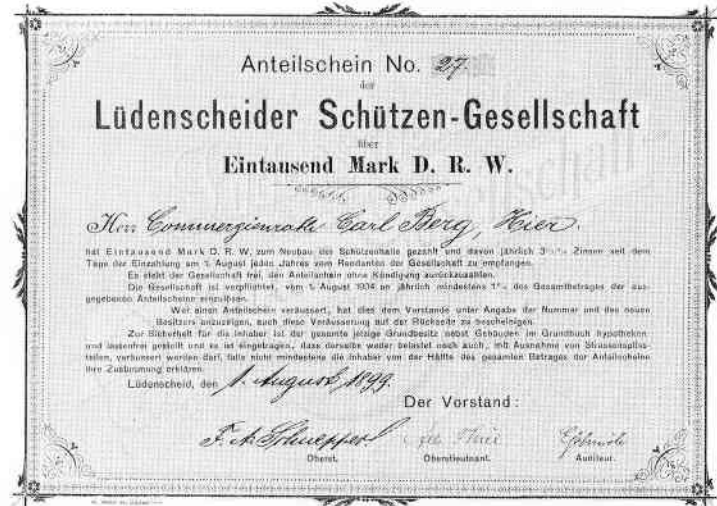 Anteilschein No. 27.
der
Lüdenscheider Schützen-Gesellschaft
über
Eintausend Mark D. R. W.
Herr Commerzienrath Carl Berg, Hier.
hat Eintausend Mark D. R. W. zum Neubau der Schützenhalle gezahlt und davon jährlich 3 Zinsen seit dem
Tage der Einzahlung am 1. August jedes Jahres vom Rendanten der Gesellschaft zu empfangen.
Es steht der Gesellschaft frei, den Anteilschein ohne Kündigung zurückzuzahlen.
Die Gesellschaft ist verpflichtet, vom 1. August 1904 an jährlich mindestens 1% des Gesamtbetrages der aus-
gegebenen Anteilscheine einzulösen.
Wer einen Anteilschein veräussert, hat dies dem Vorstande unter Angabe der Nummer und des neuen
Besitzers anzuzeigen, auch diese Veräusserung auf der Rückseite zu bescheinigen.
Zur Sicherheit für die Inhaber ist der gesamte jetzige Grundbesitz nebst Gebäuden im Grundbuch hypotheken-
und lastenfrei gestellt und es ist eingetragen, dass derselbe weder belastet noch auch, mit Ausnahme von Strassenspliss-
teilen, veräussert werden darf, falls nicht mindestens die Inhaber von der Hälfte des gesamten Betrages der Anteilscheine
ihre Zustimmung erklären.
Lüdenscheid, den 1. August 1899.
Der Vorstand:
F. A. Schnepper
Oberst. Oberstlieutnant. Auditeur.